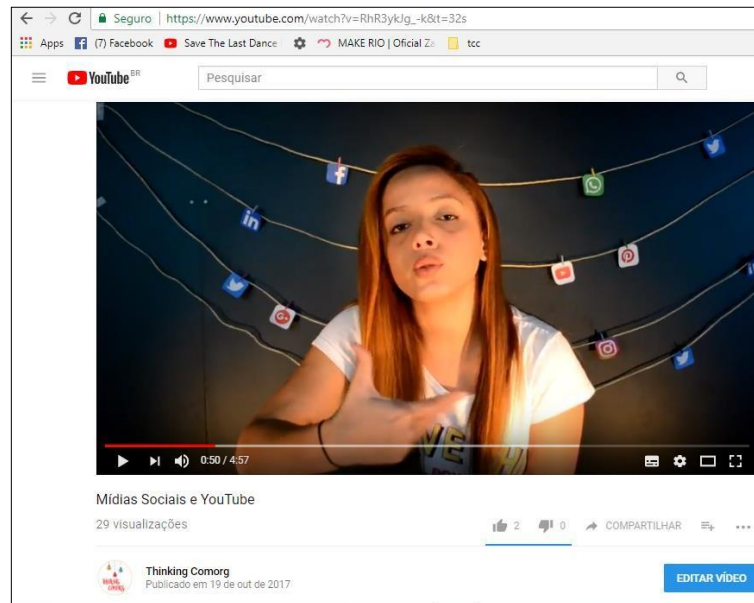 Seguro | https://www.youtube.com/watch?v=RhR3ykJg_-k&t=32s
Apps (7) Facebook Save The Last Dance MAKE RIO | Oficial tcc
YouTube BR Pesquisar
0:50 / 4:57
Mídias Sociais e YouTube
29 visualizações 2 0 COMPARTILHAR
Thinking Comorg
Publicado em 19 de out de 2017 EDITAR VÍDEO